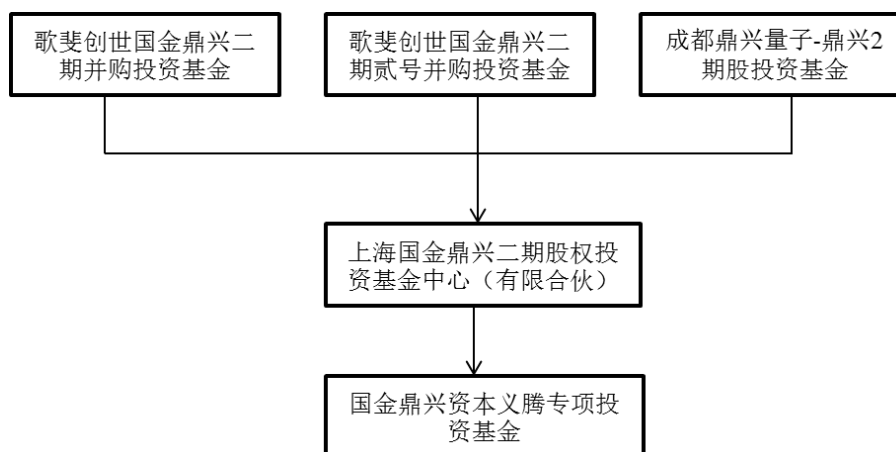 歌斐创世国金鼎兴二
期并购投资基金
歌斐创世国金鼎兴二
期贰号并购投资基金
成都鼎兴量子-鼎兴2
期股投资基金
上海国金鼎兴二期股权投
资基金中心（有限合伙）
国金鼎兴资本义腾专项投
资基金